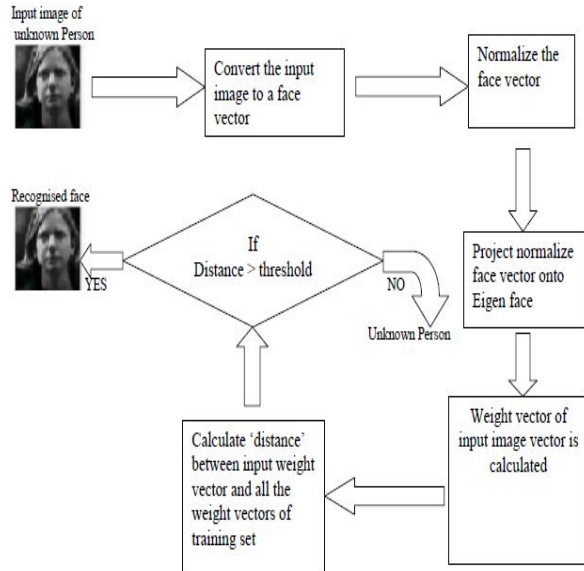 Input image of
unknown Person
Convert the input
image to a face
vector
Normalize the
face vector
Project normalize
face vector onto
Eigen face
Weight vector of
input image vector is
calculated
Calculate ‘distance’
between input weight
vector and all the
weight vectors of
training set
If
Distance > threshold
YES
Recognised face
NO
Unknown Person